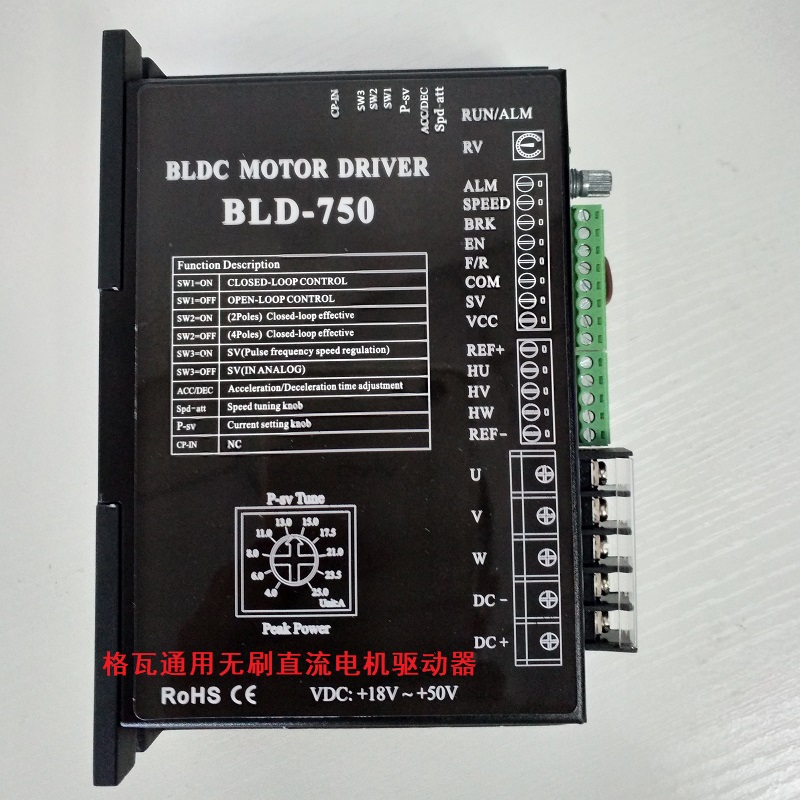 CP-IN
SW3
SW2
SW1
P-sv
ACC/DEC
Spd-att
RUN/ALM
RV
BLDC MOTOR DRIVER
BLD-750
ALM
SPEED
BRK
EN
F/R
COM
SV
VCC
REF+
HU
HV
HW
REF-
U
V
W
DC-
DC+
Function Description
SW1=ON CLOSED-LOOP CONTROL
SW1=OFF OPEN-LOOP CONTROL
SW2=ON (2Poles) Closed-loop effective
SW2=OFF (4Poles) Closed-loop effective
SW3=ON SV(Pulse frequency speed regulation)
SW3=OFF SV(IN ANALOG)
ACC/DEC Acceleration/Deceleration time adjustment
Spd-att Speed tuning knob
P-sv Current setting knob
CP-IN NC
P-sv Tune
13.0 15.0
11.0 17.5
8.0 21.0
6.0 23.5
4.0 25.0
Unit:A
Peak Power
格瓦通用无刷直流电机驱动器
RoHS CE VDC: +18V ~ +50V